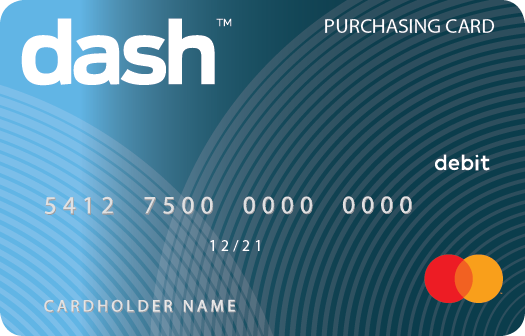 dash™
PURCHASING CARD
debit
5412 7500 0000 0000
12/21
CARDHOLDER NAME